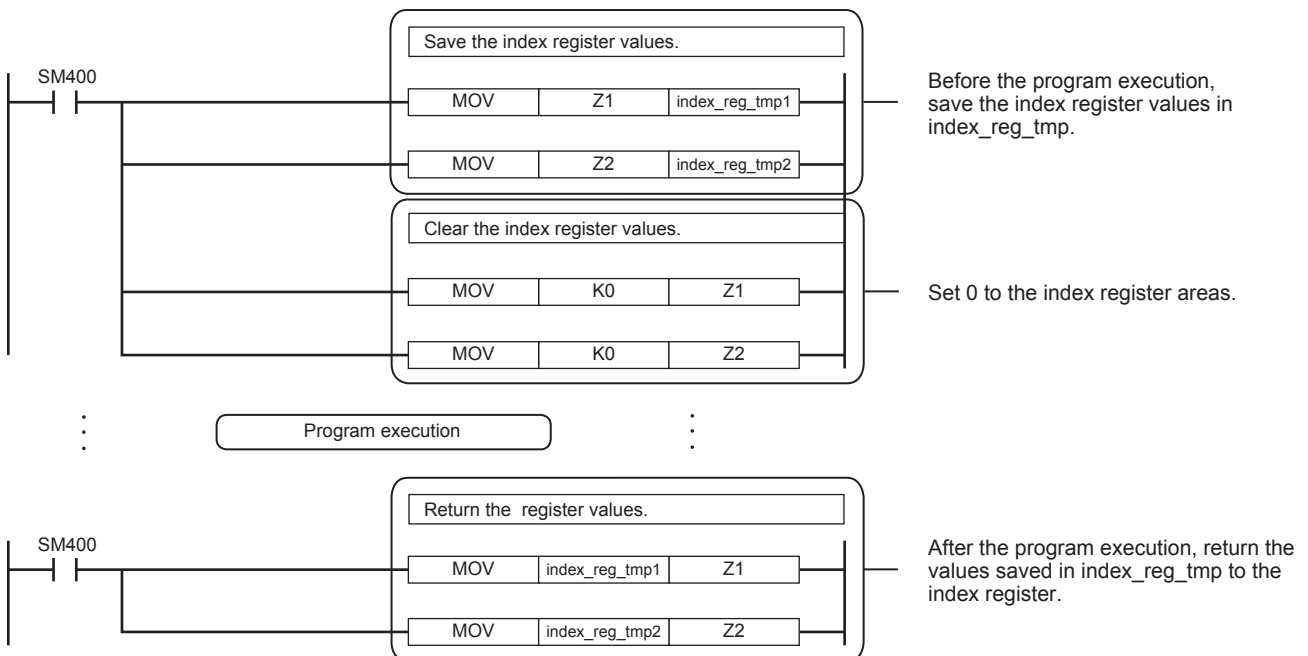 Save the index register values.
SM400
MOV Z1 index_reg_tmp1
MOV Z2 index_reg_tmp2
Before the program execution,
save the index register values in
index_reg_tmp.
Clear the index register values.
MOV K0 Z1
MOV K0 Z2
Set 0 to the index register areas.
Program execution
Return the register values.
SM400
MOV index_reg_tmp1 Z1
MOV index_reg_tmp2 Z2
After the program execution, return the
values saved in index_reg_tmp to the
index register.